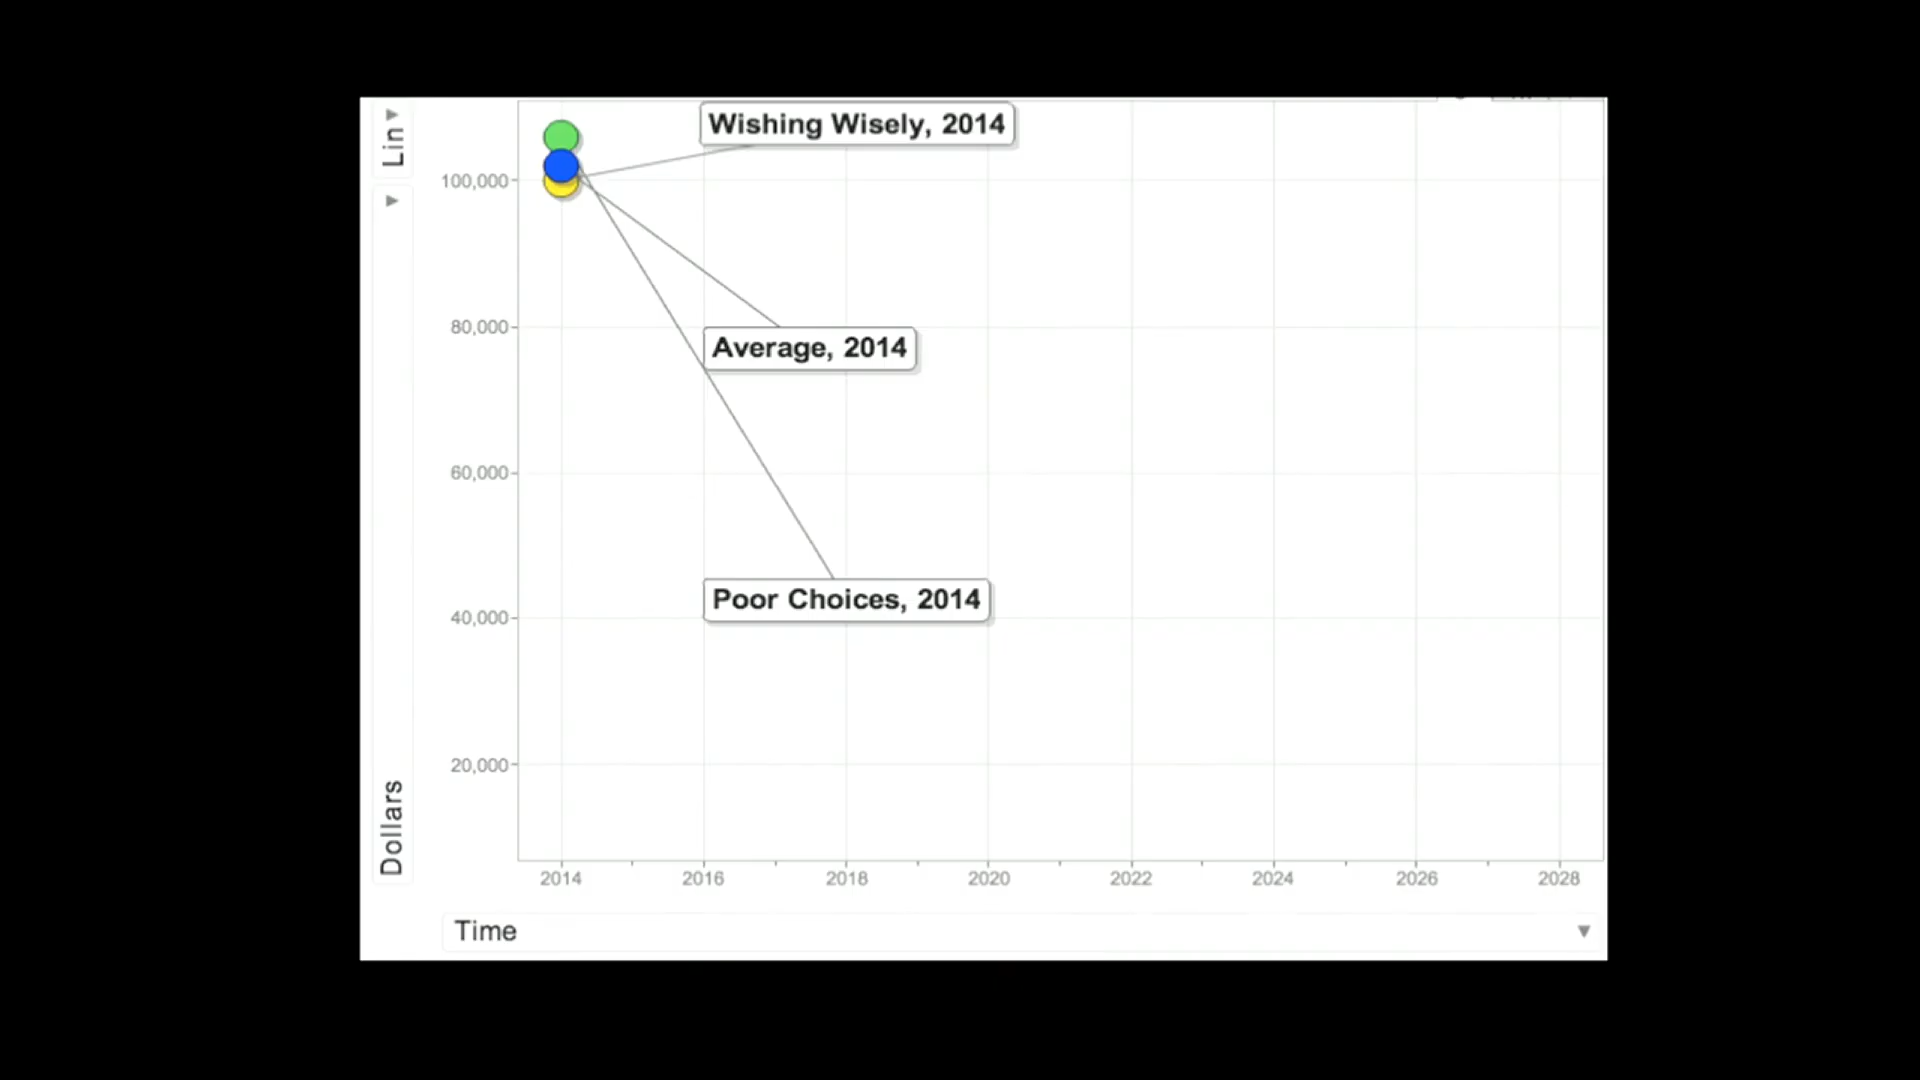 Lin
Wishing Wisely, 2014
100,000
80,000
Average, 2014
60,000
Poor Choices, 2014
40,000
20,000
Dollars
2014 2016 2018 2020 2022 2024 2026 2028
Time